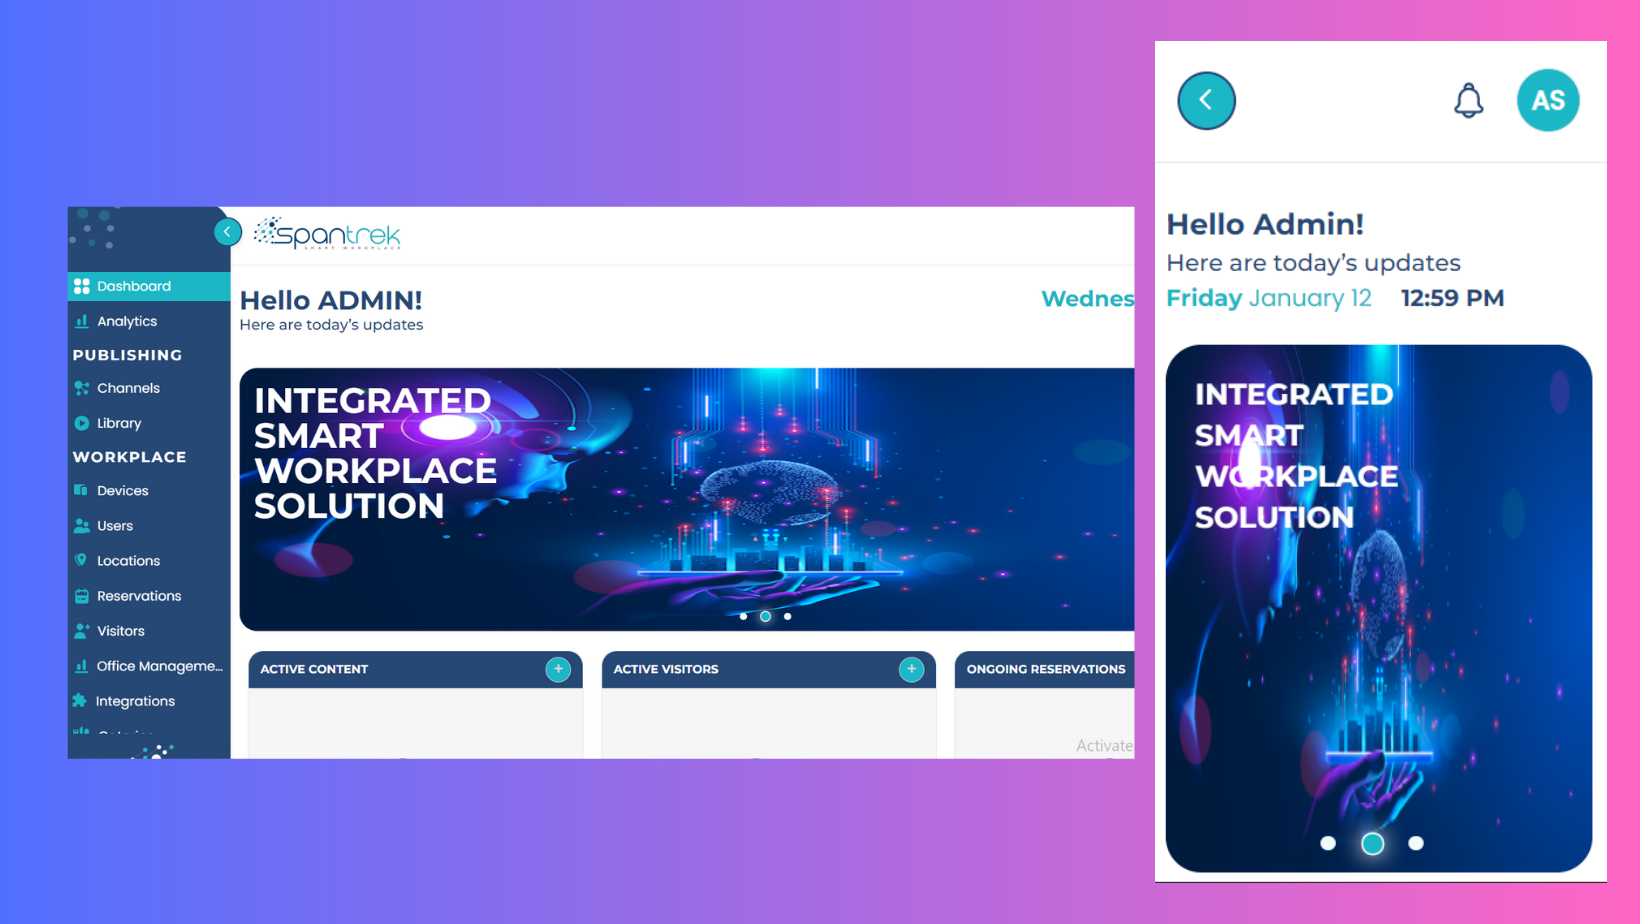 spantrek
SMART WORKPLACE
Dashboard
Analytics
PUBLISHING
Channels
Library
WORKPLACE
Devices
Users
Locations
Reservations
Visitors
Office Manageme...
Integrations
Hello ADMIN!
Here are today's updates
Wednes
INTEGRATED
SMART
WORKPLACE
SOLUTION
ACTIVE CONTENT
+
ACTIVE VISITORS
+
ONGOING RESERVATIONS
Activate
AS
Hello Admin!
Here are today's updates
Friday January 12 12:59 PM
INTEGRATED
SMART
WORKPLACE
SOLUTION